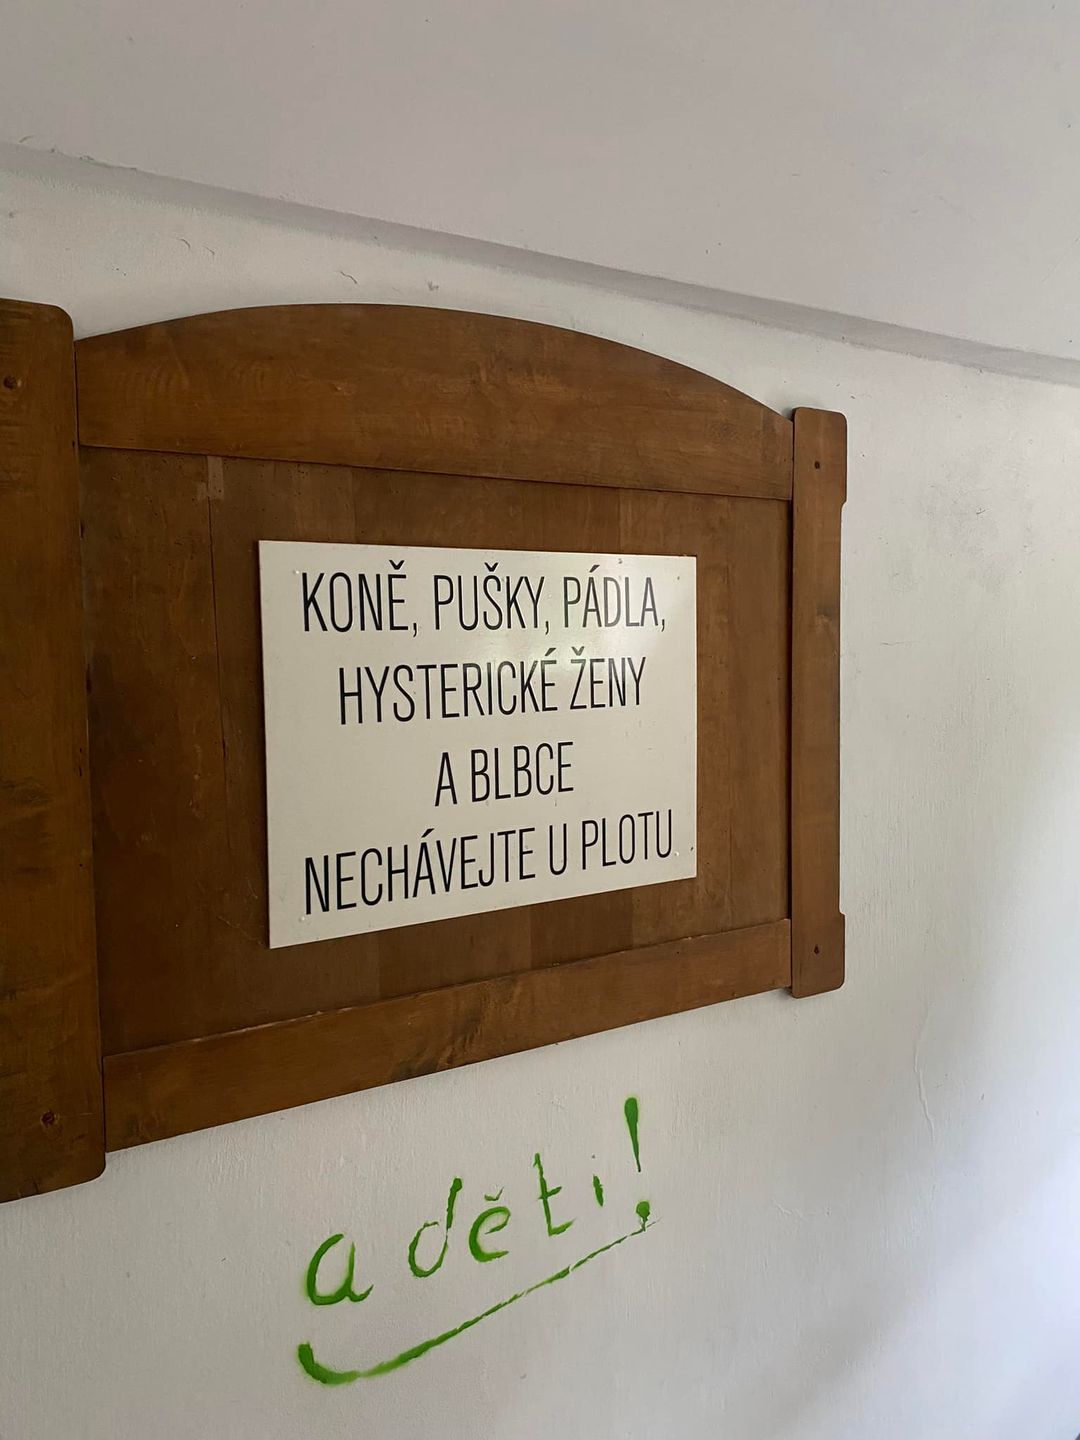 KONĚ, PUŠKY, PÁDLA,
HYSTERICKÉ ŽENY
A BLBCE
NECHÁVEJTE U PLOTU
a děti!